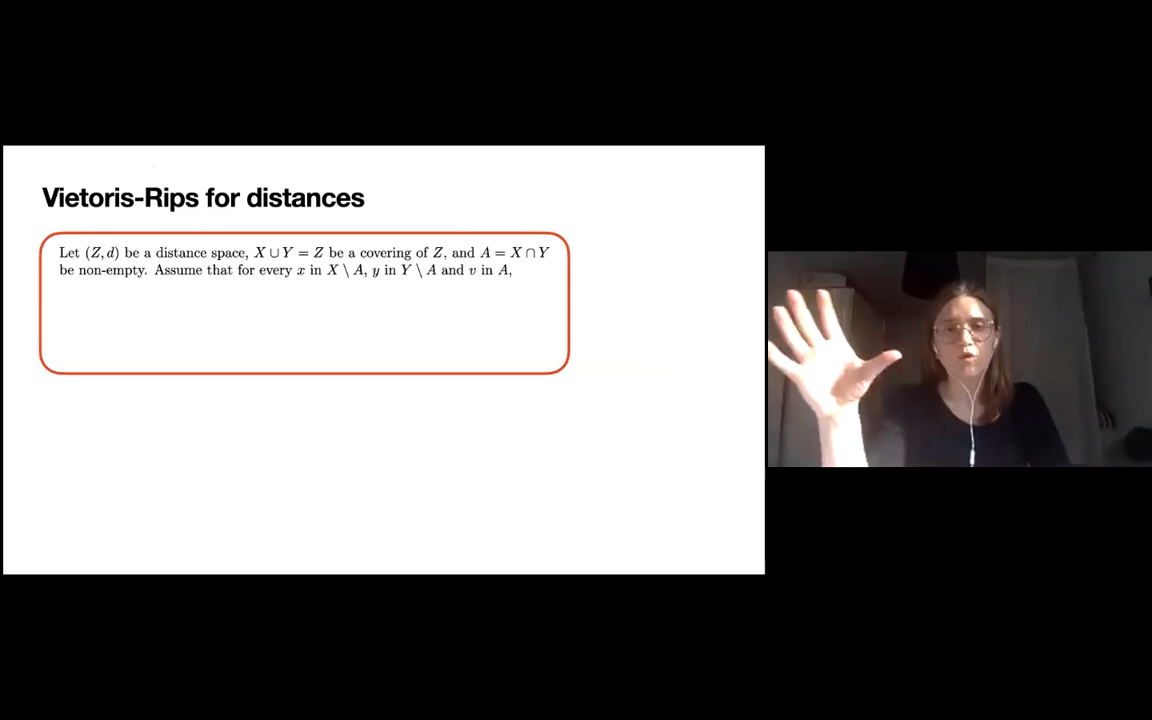 Vietoris-Rips for distances
Let (Z, d) be a distance space, X ∪ Y = Z be a covering of Z, and A = X ∩ Y
be non-empty. Assume that for every x in X \ A, y in Y \ A and v in A,